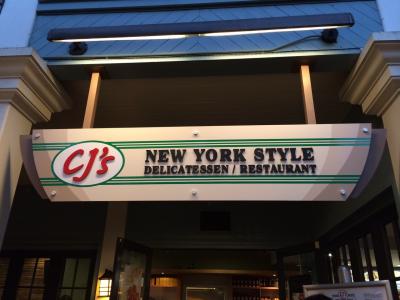 CJ's
NEW YORK STYLE
DELICATESSEN / RESTAURANT